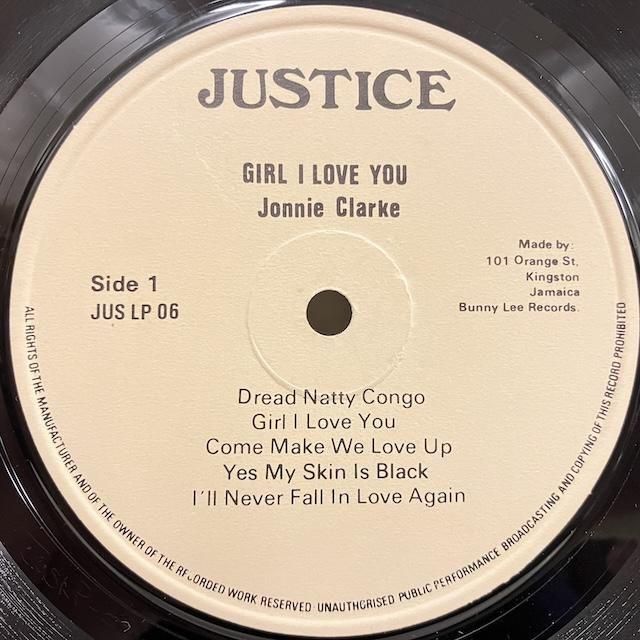 JUSTICE
GIRL I LOVE YOU
Jonnie Clarke
Side 1
JUS LP 06
Made by:
101 Orange St,
Kingston
Jamaica
Bunny Lee Records.
Dread Natty Congo
Girl I Love You
Come Make We Love Up
Yes My Skin Is Black
I'll Never Fall In Love Again
ALL RIGHTS OF THE MANUFACTURER AND OF THE OWNER OF THE RECORDED WORK RESERVED UNAUTHORISED PUBLIC PERFORMANCE BROADCASTING AND COPYING OF THIS RECORD PROHIBITED